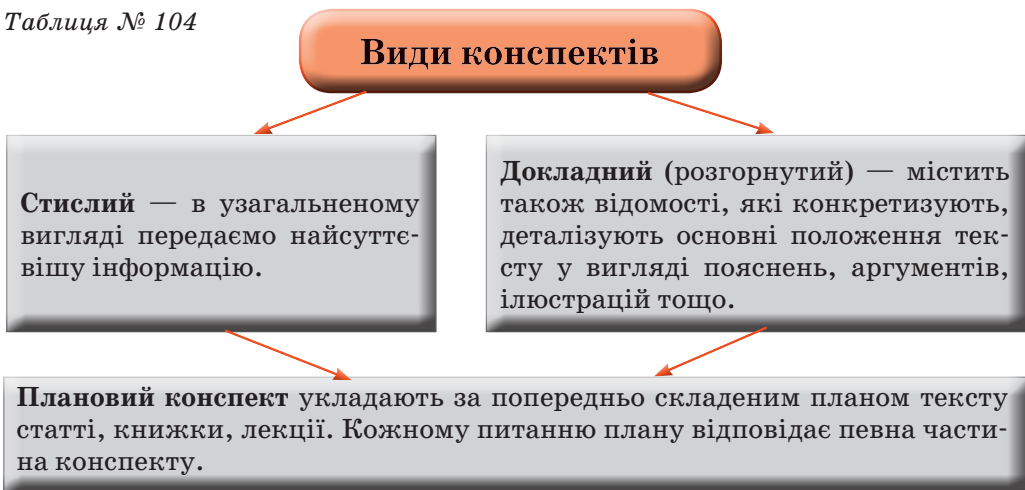 Таблиця № 104
Види конспектів
Стислий — в узагальненому
вигляді передаємо найсуттє-
вішу інформацію.
Докладний (розгорнутий) — містить
також відомості, які конкретизують,
деталізують основні положення тек-
сту у вигляді пояснень, аргументів,
ілюстрацій тощо.
Плановий конспект укладають за попередньо складеним планом тексту
статті, книжки, лекції. Кожному питанню плану відповідає певна части-
на конспекту.